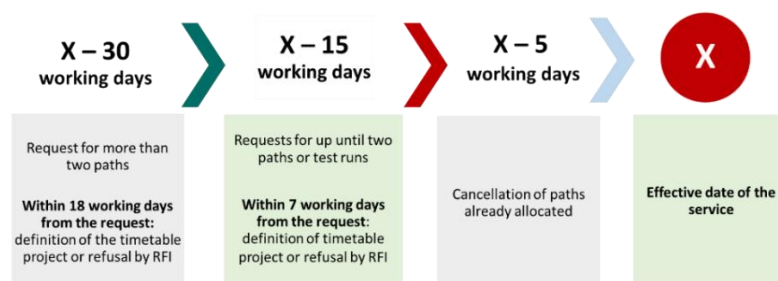 X – 30
working days
X – 15
working days
X – 5
working days
X
Request for more than
two paths
Within 18 working days
from the request:
definition of the timetable
project or refusal by RFI
Requests for up until two
paths or test runs
Within 7 working days
from the request:
definition of timetable
project or refusal by RFI
Cancellation of paths
already allocated
Effective date of the
service